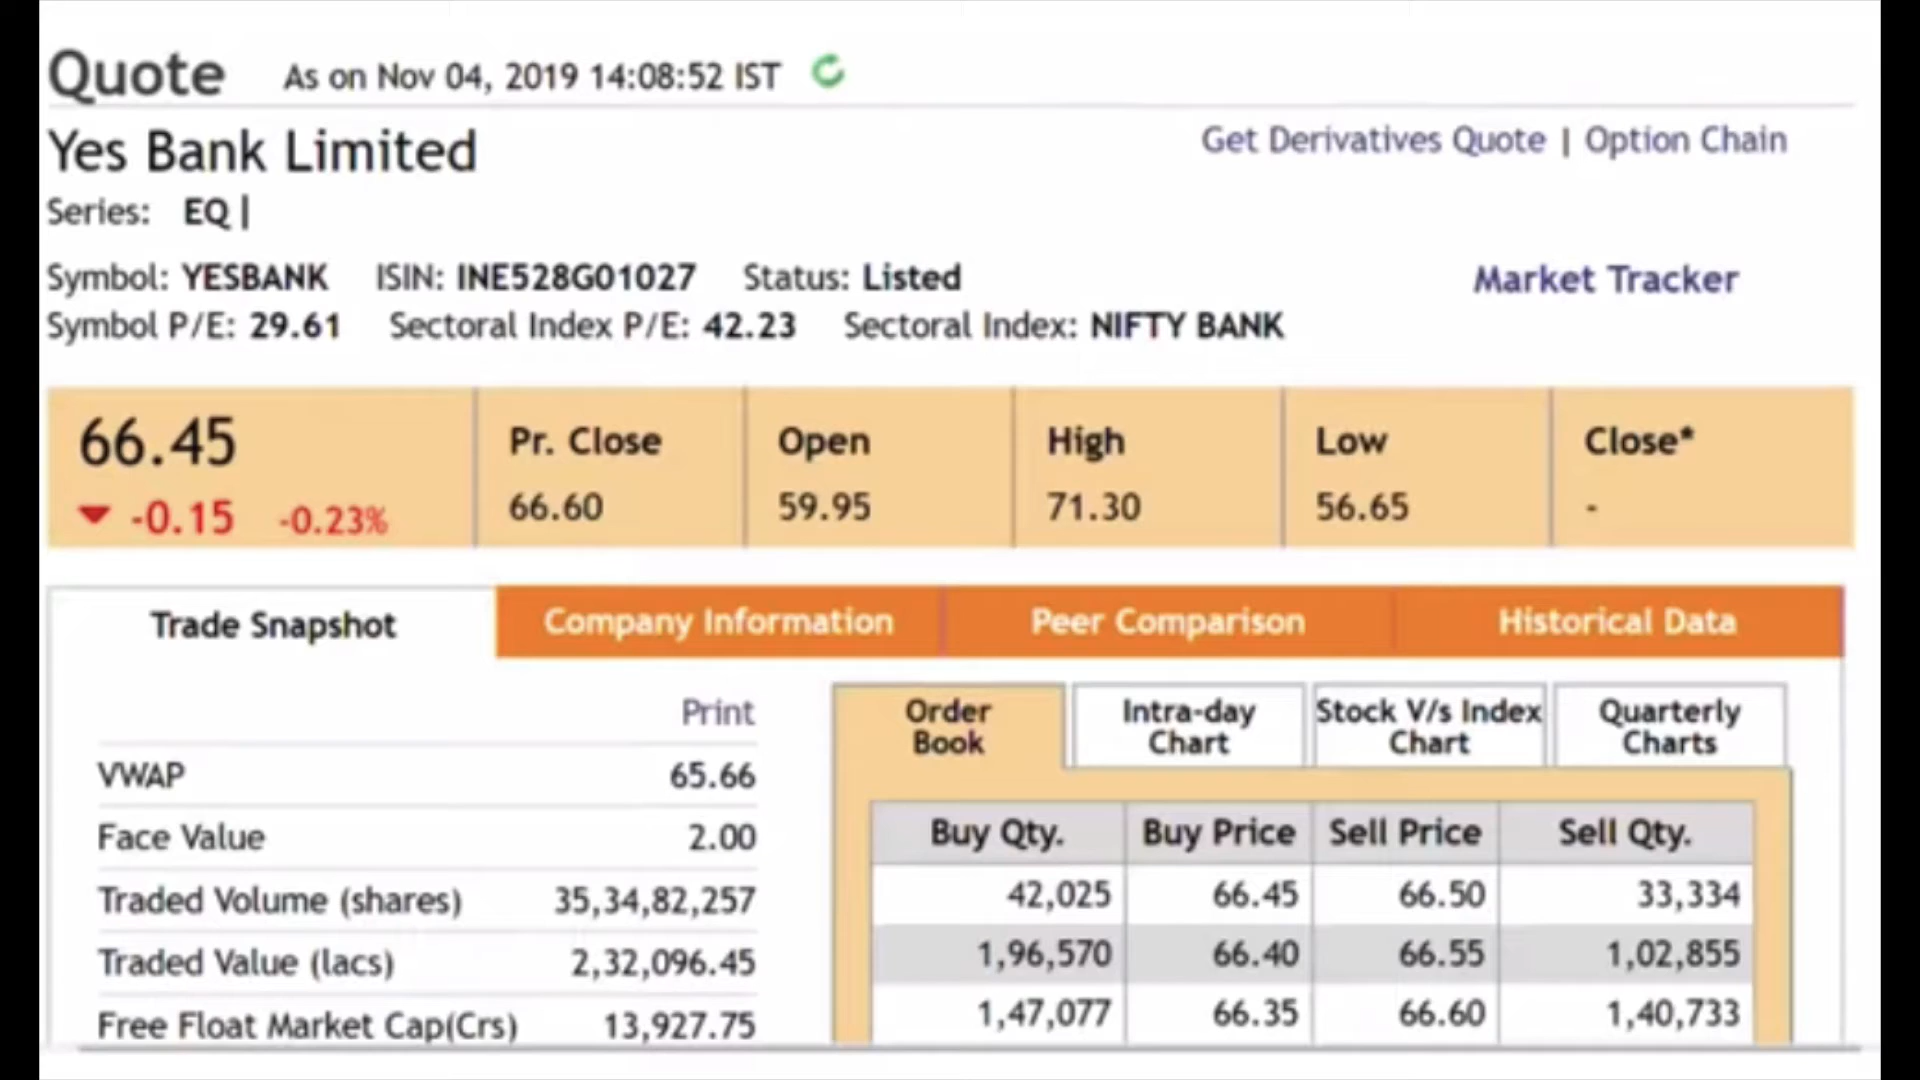 Quote As on Nov 04, 2019 14:08:52 IST
Yes Bank Limited
Get Derivatives Quote | Option Chain
Series: EQ |
Symbol: YESBANK ISIN: INE528G01027 Status: Listed
Market Tracker
Symbol P/E: 29.61 Sectoral Index P/E: 42.23 Sectoral Index: NIFTY BANK
66.45
-0.15 -0.23%
Pr. Close Open High Low Close*
66.60 59.95 71.30 56.65 -
Trade Snapshot Company Information Peer Comparison Historical Data
Print
VWAP 65.66
Face Value 2.00
Traded Volume (shares) 35,34,82,257
Traded Value (lacs) 2,32,096.45
Free Float Market Cap(Crs) 13,927.75
Order Book
Intra-day Chart
Stock V/s Index Chart
Quarterly Charts
Buy Qty. Buy Price Sell Price Sell Qty.
42,025 66.45 66.50 33,334
1,96,570 66.40 66.55 1,02,855
1,47,077 66.35 66.60 1,40,733